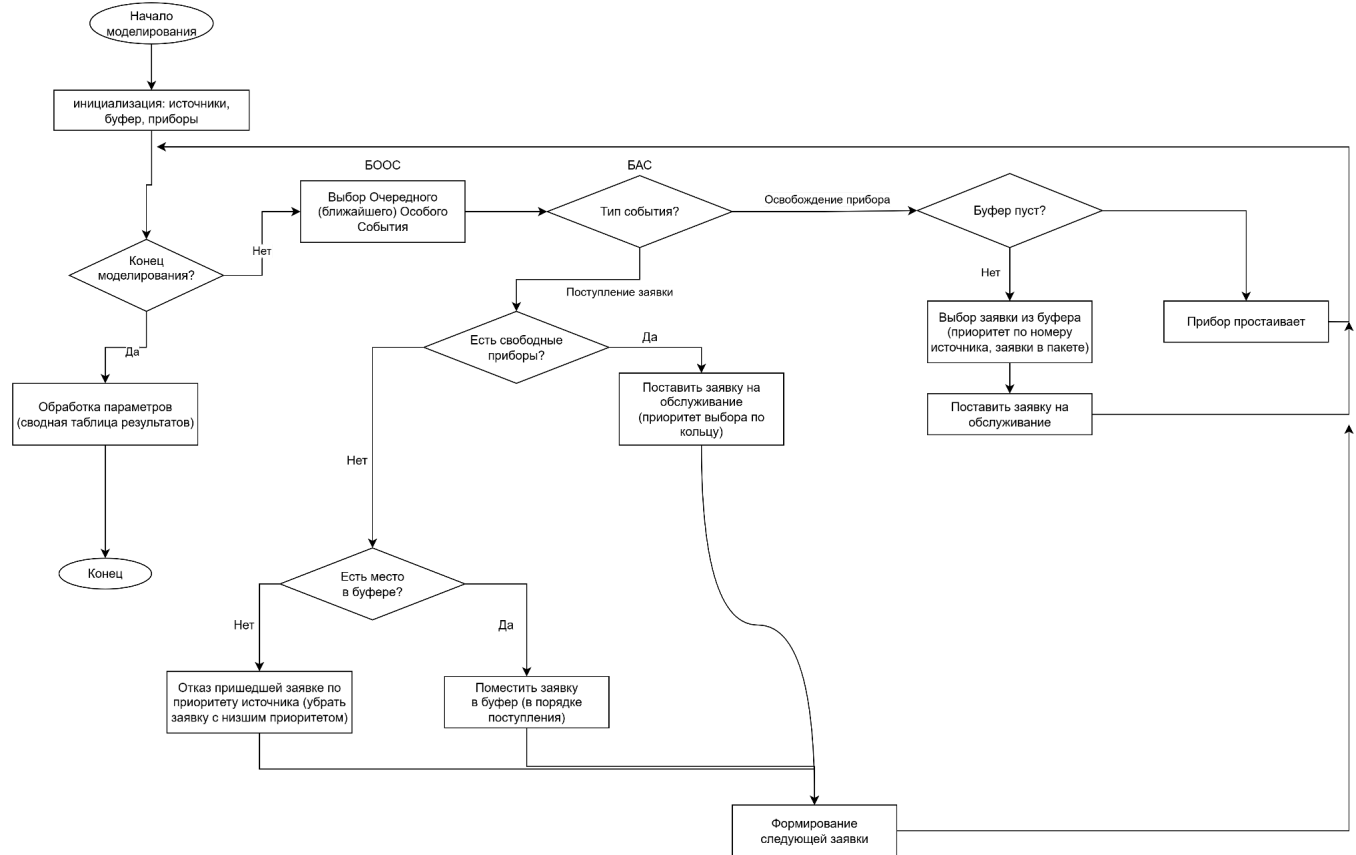 Начало
моделирования
инициализация: источники,
буфер, приборы
БООС
БАС
Выбор Очередного
(ближайшего) Особого
События
Тип события?
Освобождение прибора
Буфер пуст?
Нет
Конец
моделирования?
Нет
Поступление заявки
Да
Есть свободные
приборы?
Да
Выбор заявки из буфера
(приоритет по номеру
источника, заявки в пакете)
Прибор простаивает
Обработка параметров
(сводная таблица результатов)
Поставить заявку на
обслуживание
(приоритет выбора по
кольцу)
Поставить заявку на
обслуживание
Нет
Конец
Есть место
в буфере?
Нет
Да
Отказ пришедшей заявке по
приоритету источника (убрать
заявку с низшим приоритетом)
Поместить заявку
в буфер (в порядке
поступления)
Формирование
следующей заявки